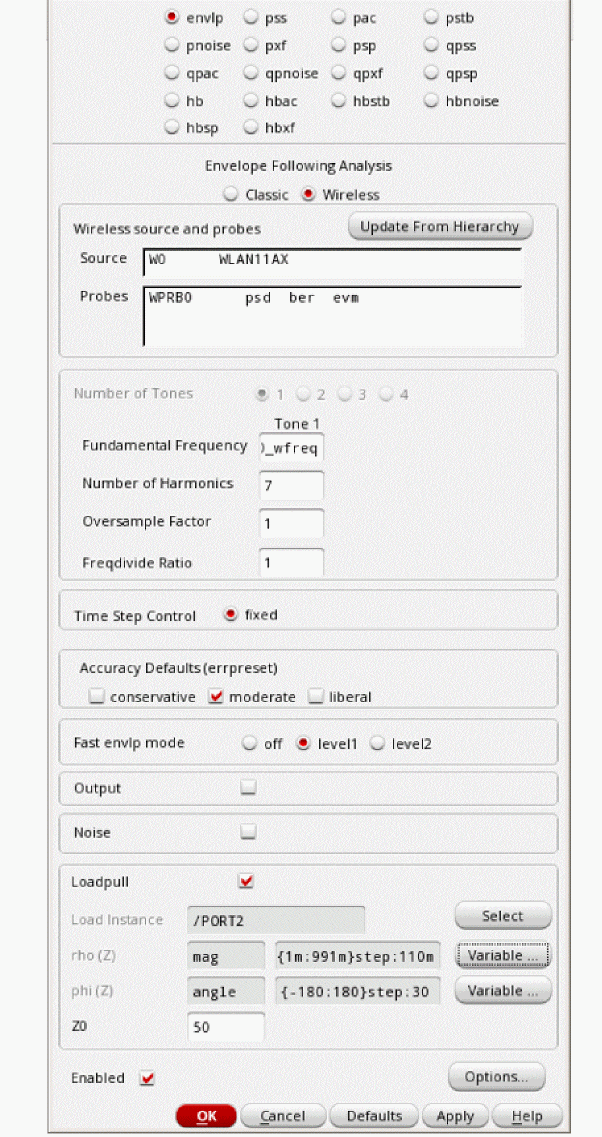 envlp pss pac pstb
pnoise pxf psp qpss
qpac qpnoise qpxf qpsp
hb hbac hbstb hbnoise
hbsp hbxf
Envelope Following Analysis
Classic Wireless
Wireless source and probes Update From Hierarchy
Source W0 WLAN11AX
Probes WPRB0 psd ber evm
Number of Tones 1 2 3 4
Tone 1
Fundamental Frequency )_wfreq
Number of Harmonics 7
Oversample Factor 1
Freqdivide Ratio 1
Time Step Control fixed
Accuracy Defaults (errpreset)
conservative moderate liberal
Fast envlp mode off level1 level2
Output
Noise
Loadpull
Load Instance /PORT2 Select
rho (Z) mag {1m:991m}step:110m Variable ...
phi (Z) angle {-180:180}step:30 Variable ...
Z0 50
Enabled Options...
OK Cancel Defaults Apply Help